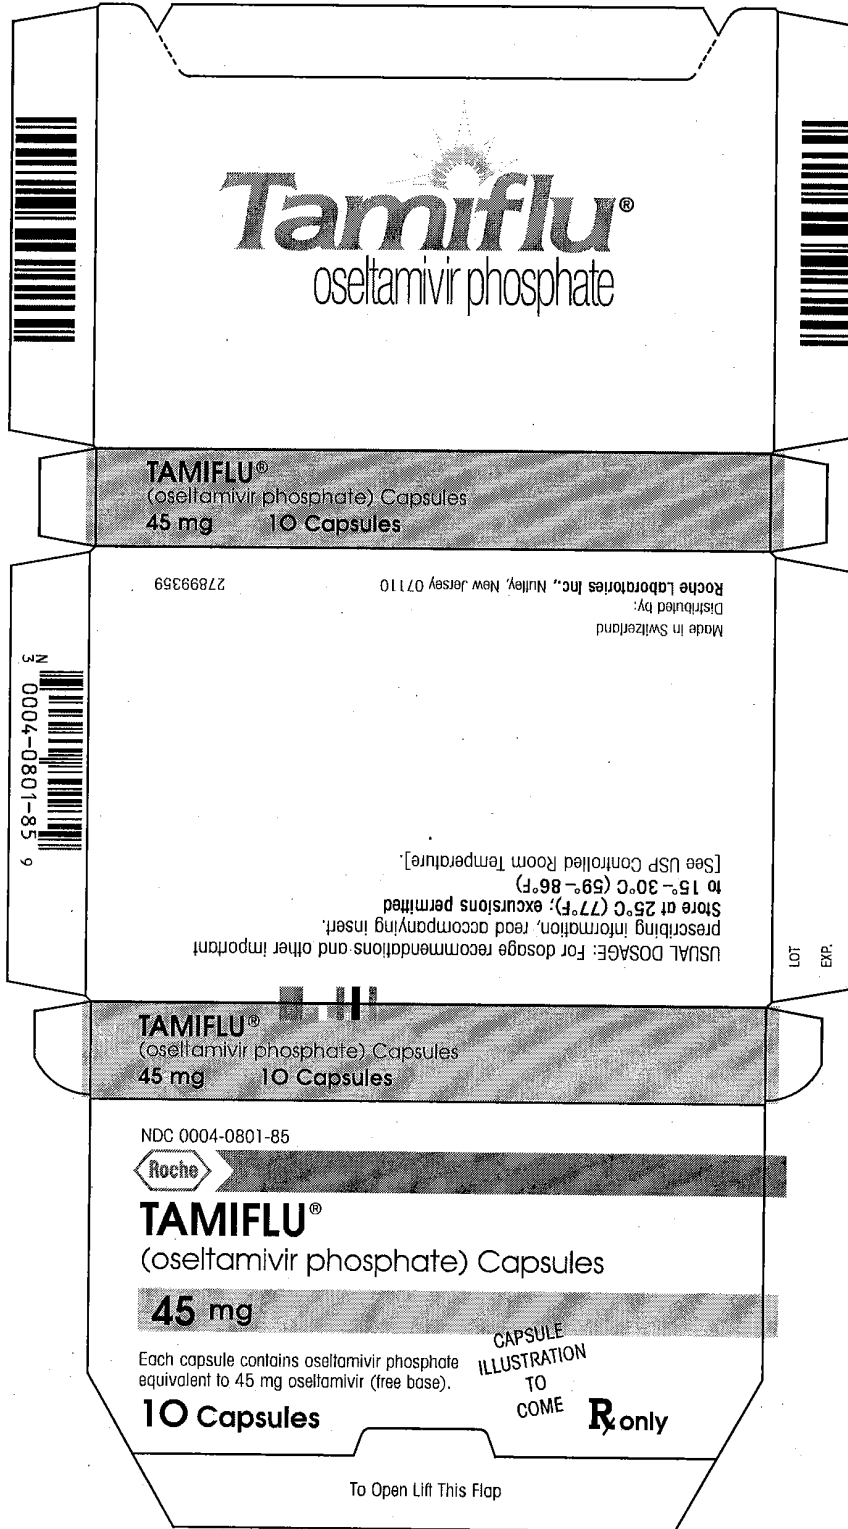 Tamiflu®
oseltamivir phosphate
TAMIFLU®
(oseltamivir phosphate) Capsules
45 mg 10 Capsules
USUAL DOSAGE: For dosage recommendations and other important
prescribing information, read accompanying insert.
Store at 25°C (77°F); excursions permitted
to 15°–30°C (59°–86°F)
[See USP Controlled Room Temperature].
Made in Switzerland
Distributed by:
Roche Laboratories Inc., Nutley, New Jersey 07110 27899359
N
3 0004-0801-85 9
LOT
EXP.
TAMIFLU®
(oseltamivir phosphate) Capsules
45 mg 10 Capsules
NDC 0004-0801-85
Roche
TAMIFLU®
(oseltamivir phosphate) Capsules
45 mg
Each capsule contains oseltamivir phosphate
equivalent to 45 mg oseltamivir (free base).
10 Capsules
CAPSULE
ILLUSTRATION
TO
COME
Rx only
To Open Lift This Flap